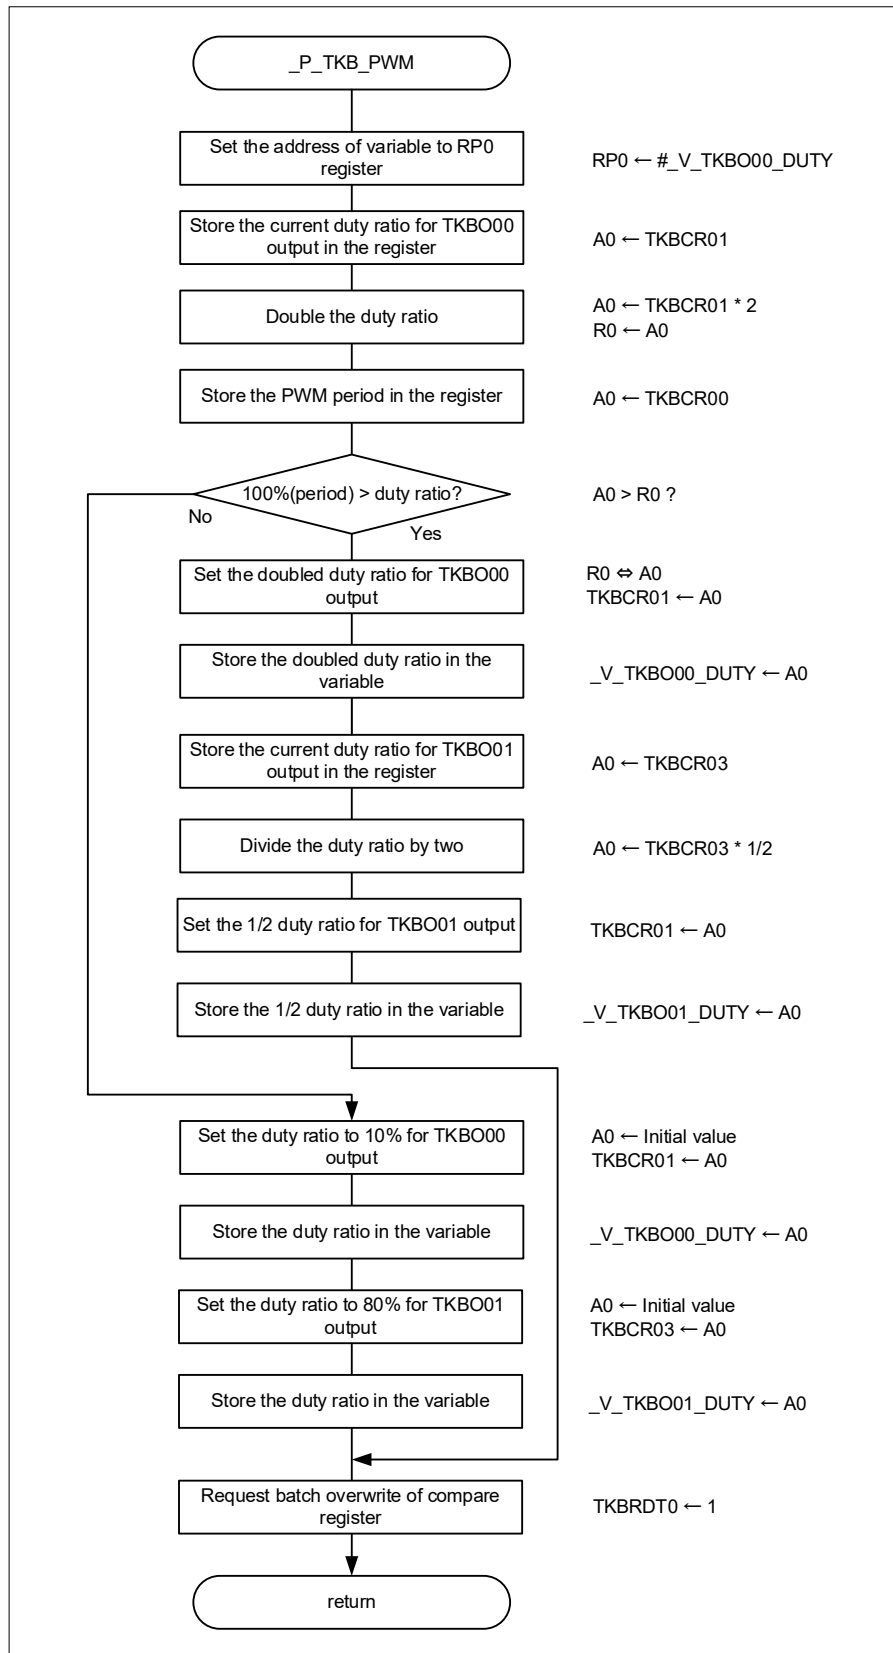 _P_TKB_PWM
Set the address of variable to RP0
register
RP0 ← #_V_TKBO00_DUTY
Store the current duty ratio for TKBO00
output in the register
A0 ← TKBCR01
Double the duty ratio
A0 ← TKBCR01 * 2
R0 ← A0
Store the PWM period in the register
A0 ← TKBCR00
100%(period) > duty ratio?
A0 > R0 ?
No
Yes
Set the doubled duty ratio for TKBO00
output
R0 ⇔ A0
TKBCR01 ← A0
Store the doubled duty ratio in the
variable
_V_TKBO00_DUTY ← A0
Store the current duty ratio for TKBO01
output in the register
A0 ← TKBCR03
Divide the duty ratio by two
A0 ← TKBCR03 * 1/2
Set the 1/2 duty ratio for TKBO01 output
TKBCR01 ← A0
Store the 1/2 duty ratio in the variable
_V_TKBO01_DUTY ← A0
Set the duty ratio to 10% for TKBO00
output
A0 ← Initial value
TKBCR01 ← A0
Store the duty ratio in the variable
_V_TKBO00_DUTY ← A0
Set the duty ratio to 80% for TKBO01
output
A0 ← Initial value
TKBCR03 ← A0
Store the duty ratio in the variable
_V_TKBO01_DUTY ← A0
Request batch overwrite of compare
register
TKBRDT0 ← 1
return